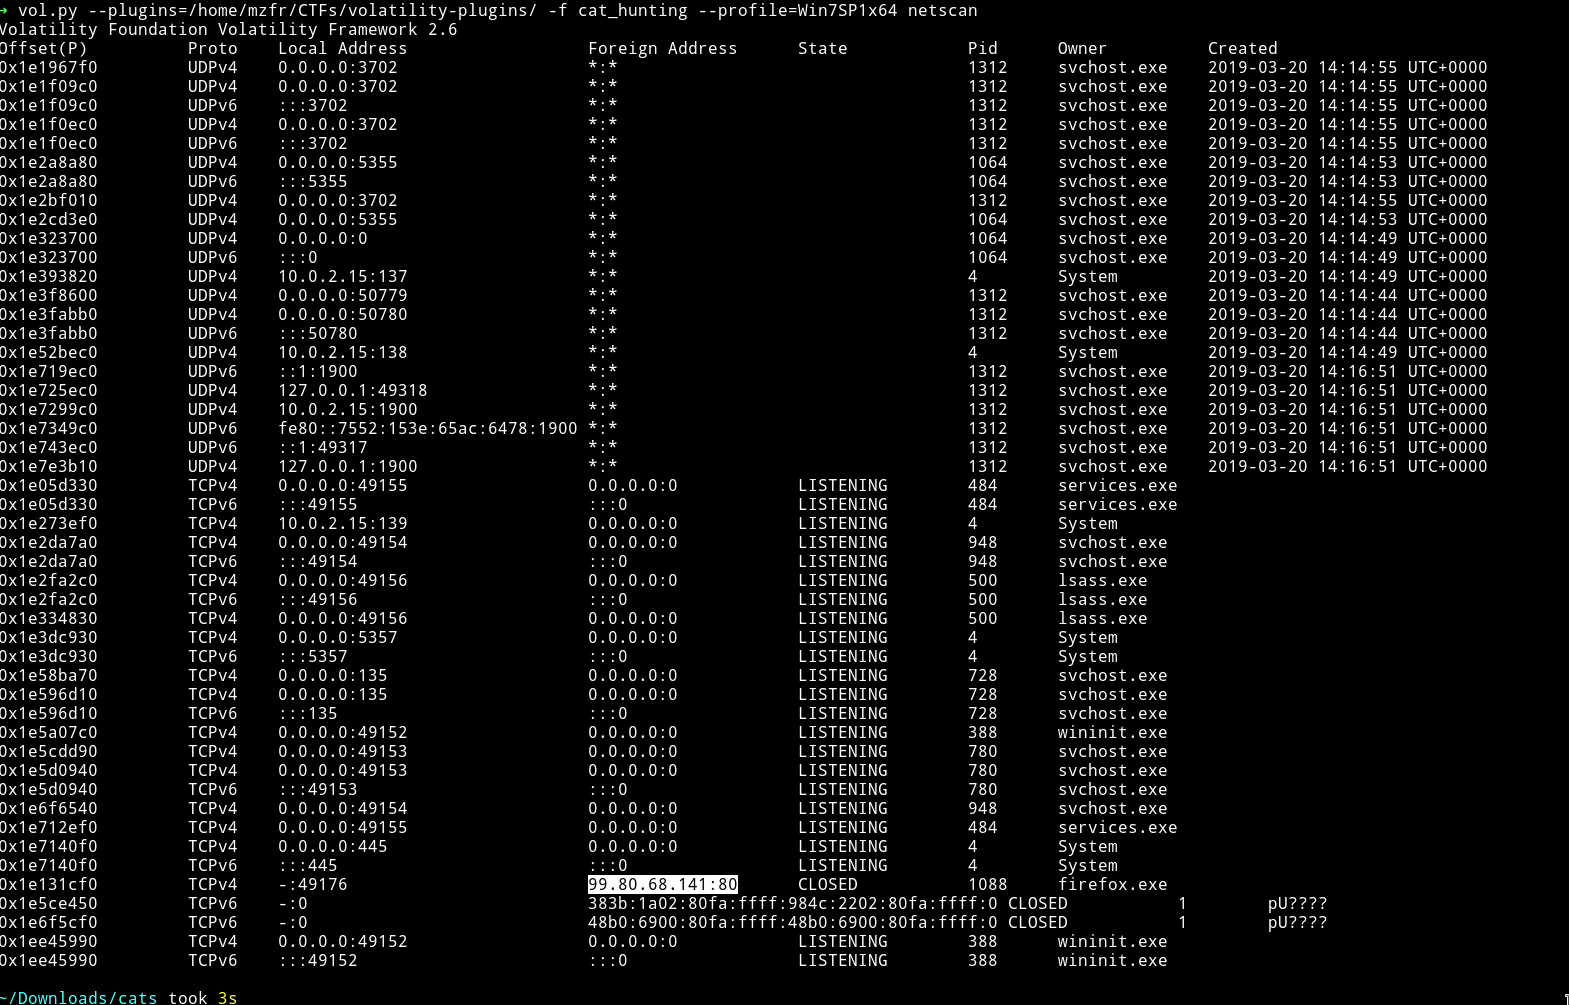 → vol.py --plugins=/home/mzfr/CTFs/volatility-plugins/ -f cat_hunting --profile=Win7SP1x64 netscan
Volatility Foundation Volatility Framework 2.6
Offset(P) Proto Local Address Foreign Address State Pid Owner Created
0x1e1967f0 UDPv4 0.0.0.0:3702 *:* 1312 svchost.exe 2019-03-20 14:14:55 UTC+0000
0x1e1f09c0 UDPv4 0.0.0.0:3702 *:* 1312 svchost.exe 2019-03-20 14:14:55 UTC+0000
0x1e1f09c0 UDPv6 :::3702 *:* 1312 svchost.exe 2019-03-20 14:14:55 UTC+0000
0x1e1f0ec0 UDPv4 0.0.0.0:3702 *:* 1312 svchost.exe 2019-03-20 14:14:55 UTC+0000
0x1e1f0ec0 UDPv6 :::3702 *:* 1312 svchost.exe 2019-03-20 14:14:55 UTC+0000
0x1e2a8a80 UDPv4 0.0.0.0:5355 *:* 1064 svchost.exe 2019-03-20 14:14:53 UTC+0000
0x1e2a8a80 UDPv6 :::5355 *:* 1064 svchost.exe 2019-03-20 14:14:53 UTC+0000
0x1e2bf010 UDPv4 0.0.0.0:3702 *:* 1312 svchost.exe 2019-03-20 14:14:55 UTC+0000
0x1e2cd3e0 UDPv4 0.0.0.0:5355 *:* 1064 svchost.exe 2019-03-20 14:14:53 UTC+0000
0x1e323700 UDPv4 0.0.0.0:0 *:* 1064 svchost.exe 2019-03-20 14:14:49 UTC+0000
0x1e323700 UDPv6 :::0 *:* 1064 svchost.exe 2019-03-20 14:14:49 UTC+0000
0x1e393820 UDPv4 10.0.2.15:137 *:* 4 System 2019-03-20 14:14:49 UTC+0000
0x1e3f8600 UDPv4 0.0.0.0:50779 *:* 1312 svchost.exe 2019-03-20 14:14:44 UTC+0000
0x1e3fabb0 UDPv4 0.0.0.0:50780 *:* 1312 svchost.exe 2019-03-20 14:14:44 UTC+0000
0x1e3fabb0 UDPv6 :::50780 *:* 1312 svchost.exe 2019-03-20 14:14:44 UTC+0000
0x1e52bec0 UDPv4 10.0.2.15:138 *:* 4 System 2019-03-20 14:14:49 UTC+0000
0x1e719ec0 UDPv6 ::1:1900 *:* 1312 svchost.exe 2019-03-20 14:16:51 UTC+0000
0x1e725ec0 UDPv4 127.0.0.1:49318 *:* 1312 svchost.exe 2019-03-20 14:16:51 UTC+0000
0x1e7299c0 UDPv4 10.0.2.15:1900 *:* 1312 svchost.exe 2019-03-20 14:16:51 UTC+0000
0x1e7349c0 UDPv6 fe80::7552:153e:65ac:6478:1900 *:* 1312 svchost.exe 2019-03-20 14:16:51 UTC+0000
0x1e743ec0 UDPv6 ::1:49317 *:* 1312 svchost.exe 2019-03-20 14:16:51 UTC+0000
0x1e7e3b10 UDPv4 127.0.0.1:1900 *:* 1312 svchost.exe 2019-03-20 14:16:51 UTC+0000
0x1e05d330 TCPv4 0.0.0.0:49155 0.0.0.0:0 LISTENING 484 services.exe
0x1e05d330 TCPv6 :::49155 :::0 LISTENING 484 services.exe
0x1e273ef0 TCPv4 10.0.2.15:139 0.0.0.0:0 LISTENING 4 System
0x1e2da7a0 TCPv4 0.0.0.0:49154 0.0.0.0:0 LISTENING 948 svchost.exe
0x1e2da7a0 TCPv6 :::49154 :::0 LISTENING 948 svchost.exe
0x1e2fa2c0 TCPv4 0.0.0.0:49156 0.0.0.0:0 LISTENING 500 lsass.exe
0x1e2fa2c0 TCPv6 :::49156 :::0 LISTENING 500 lsass.exe
0x1e334830 TCPv4 0.0.0.0:49156 0.0.0.0:0 LISTENING 500 lsass.exe
0x1e3dc930 TCPv4 0.0.0.0:5357 0.0.0.0:0 LISTENING 4 System
0x1e3dc930 TCPv6 :::5357 :::0 LISTENING 4 System
0x1e58ba70 TCPv4 0.0.0.0:135 0.0.0.0:0 LISTENING 728 svchost.exe
0x1e596d10 TCPv4 0.0.0.0:135 0.0.0.0:0 LISTENING 728 svchost.exe
0x1e596d10 TCPv6 :::135 :::0 LISTENING 728 svchost.exe
0x1e5a07c0 TCPv4 0.0.0.0:49152 0.0.0.0:0 LISTENING 388 wininit.exe
0x1e5cdd90 TCPv4 0.0.0.0:49153 0.0.0.0:0 LISTENING 780 svchost.exe
0x1e5d0940 TCPv4 0.0.0.0:49153 0.0.0.0:0 LISTENING 780 svchost.exe
0x1e5d0940 TCPv6 :::49153 :::0 LISTENING 780 svchost.exe
0x1e6f6540 TCPv4 0.0.0.0:49154 0.0.0.0:0 LISTENING 948 svchost.exe
0x1e712ef0 TCPv4 0.0.0.0:49155 0.0.0.0:0 LISTENING 484 services.exe
0x1e7140f0 TCPv4 0.0.0.0:445 0.0.0.0:0 LISTENING 4 System
0x1e7140f0 TCPv6 :::445 :::0 LISTENING 4 System
0x1e131cf0 TCPv4 -:49176 99.80.68.141:80 CLOSED 1088 firefox.exe
0x1e5ce450 TCPv6 -:0 383b:1a02:80fa:ffff:984c:2202:80fa:ffff:0 CLOSED 1 pU????
0x1e6f5cf0 TCPv6 -:0 48b0:6900:80fa:ffff:48b0:6900:80fa:ffff:0 CLOSED 1 pU????
0x1ee45990 TCPv4 0.0.0.0:49152 0.0.0.0:0 LISTENING 388 wininit.exe
0x1ee45990 TCPv6 :::49152 :::0 LISTENING 388 wininit.exe
~/Downloads/cats took 3s